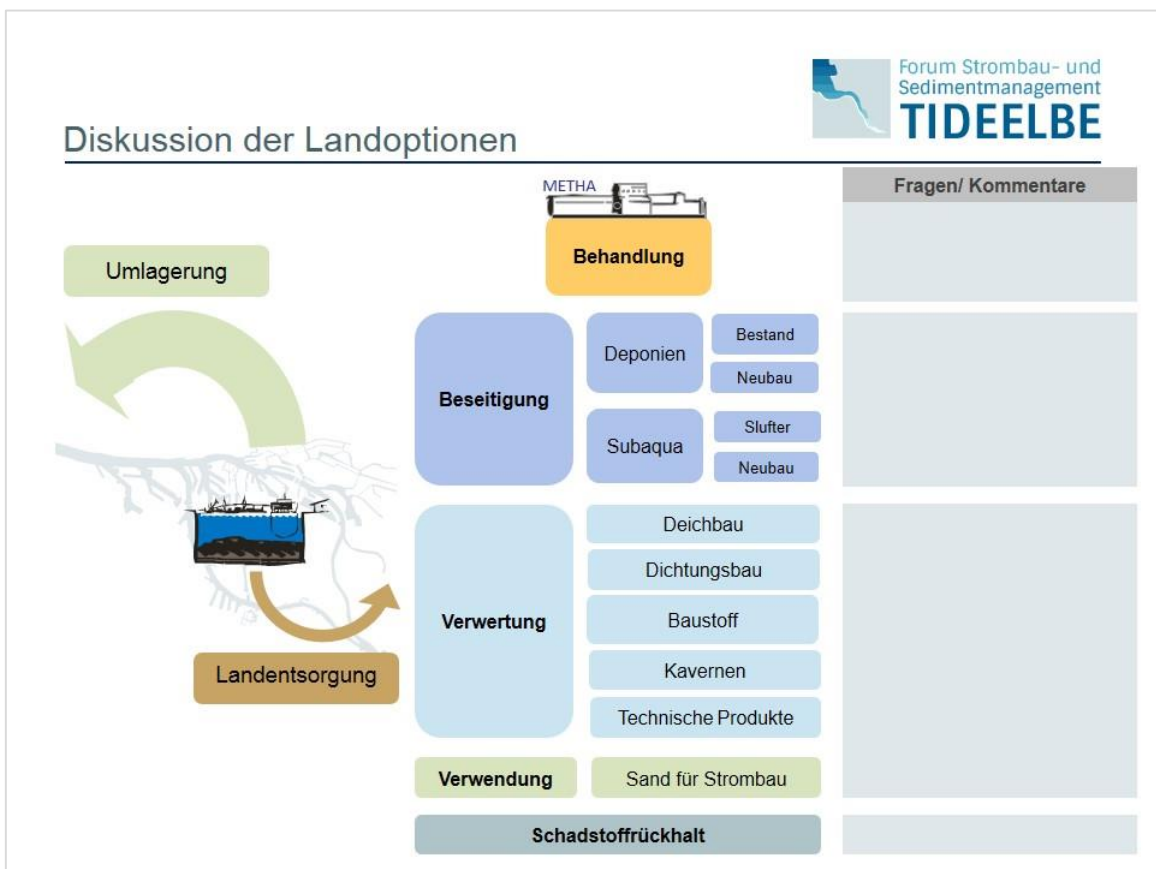 Forum Strombau- und
Sedimentmanagement
TIDEELBE
Diskussion der Landoptionen
METHA
Behandlung
Fragen/ Kommentare
Umlagerung
Beseitigung
Deponien
Bestand
Neubau
Subaqua
Slufter
Neubau
Landentsorgung
Verwertung
Deichbau
Dichtungsbau
Baustoff
Kavernen
Technische Produkte
Verwendung
Sand für Strombau
Schadstoffrückhalt